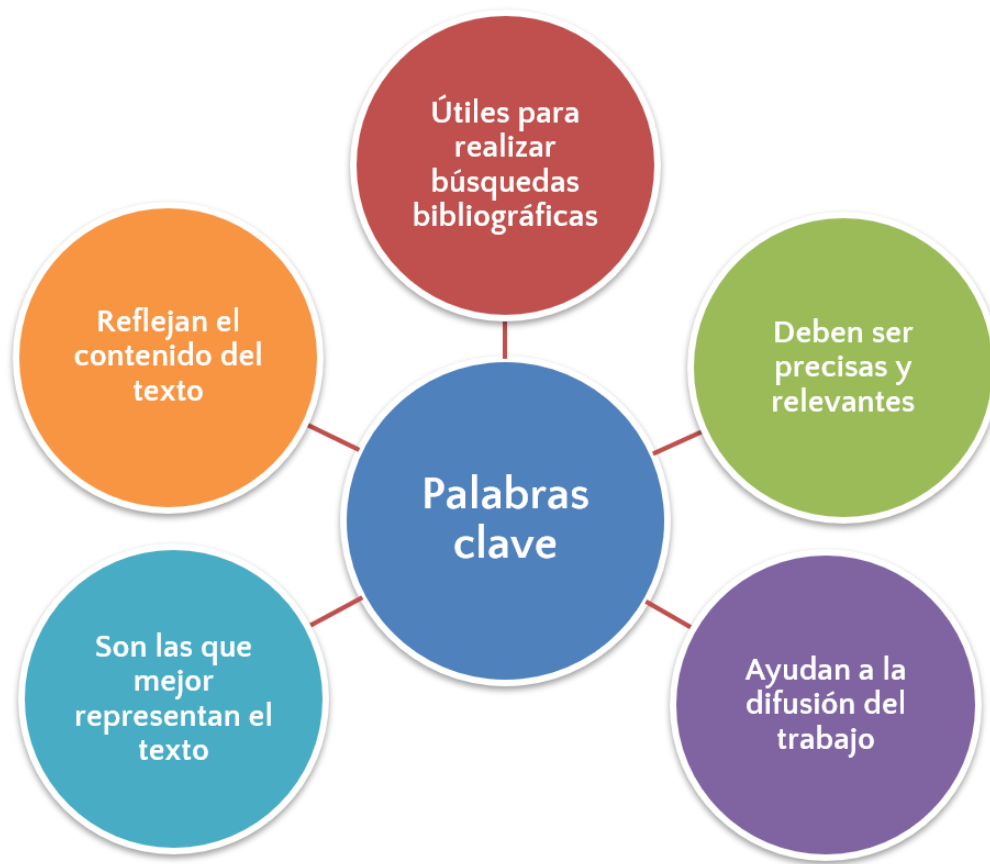 Útiles para
realizar
búsquedas
bibliográficas
Reflejan el
contenido del
texto
Deben ser
precisas y
relevantes
Palabras
clave
Son las que
mejor
representan el
texto
Ayudan a la
difusión del
trabajo